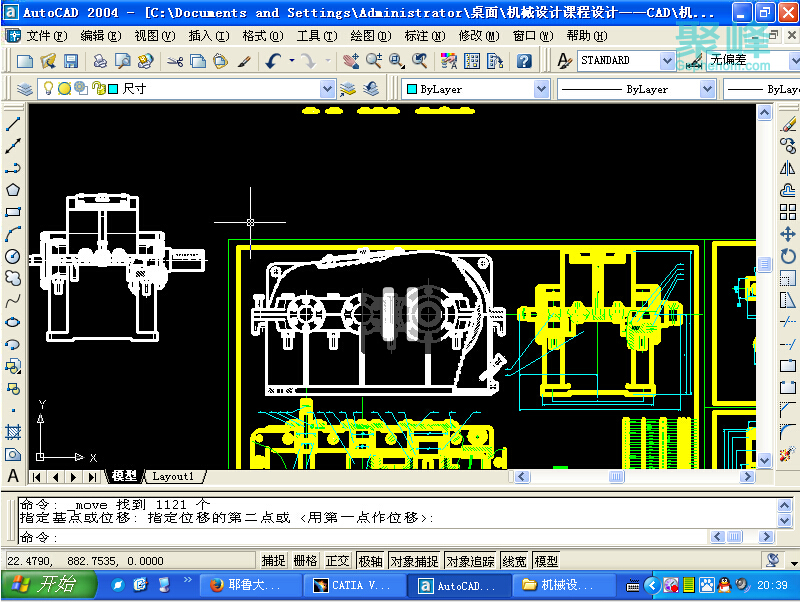 AutoCAD 2004 - [C:\Documents and Settings\Administrator\桌面\机械设计课程设计——CAD\机...
文件(F) 编辑(E) 视图(V) 插入(I) 格式(O) 工具(T) 绘图(D) 标注(N) 修改(M) 窗口(W) 帮助(H)
聚峰
STANDARD 无偏差
尺寸 ByLayer ByLayer ByLay
Y
X
模型 Layout1
命令: _move 找到 1121 个
指定基点或位移: 指定位移的第二点或 <用第一点作位移>:
命令:
22.4790, 882.7535, 0.0000 捕捉 栅格 正交 极轴 对象捕捉 对象追踪 线宽 模型
开始 耶鲁大... CATIA V... AutoCAD... 机械设... 20:39